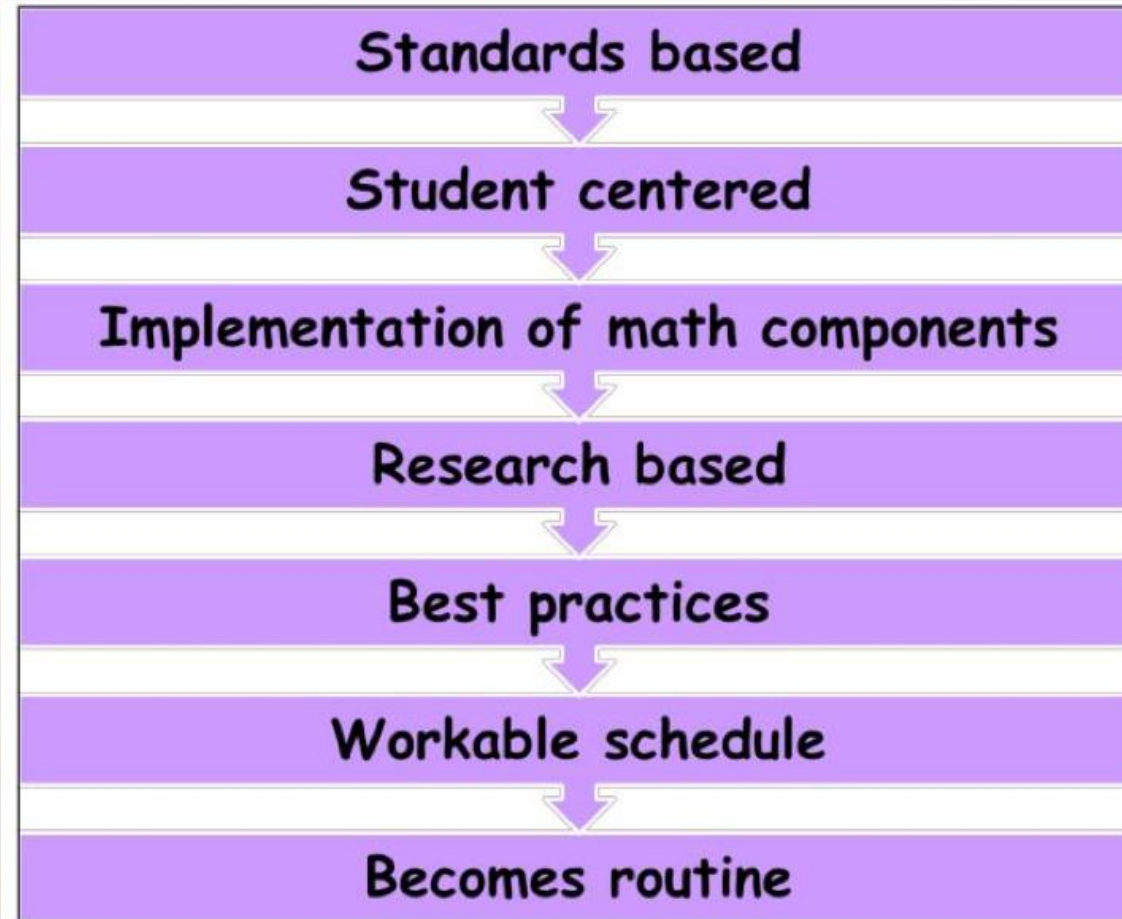 Standards based
Student centered
Implementation of math components
Research based
Best practices
Workable schedule
Becomes routine